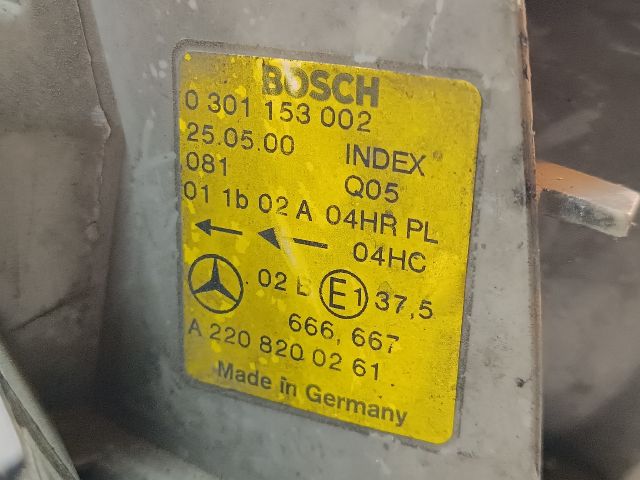 BOSCH
0 301 153 002
25.05.00 INDEX
081 Q05
01 1b 02 A 04HR PL
04HC
02 E1 37,5
666, 667
A 220 820 02 61
Made in Germany